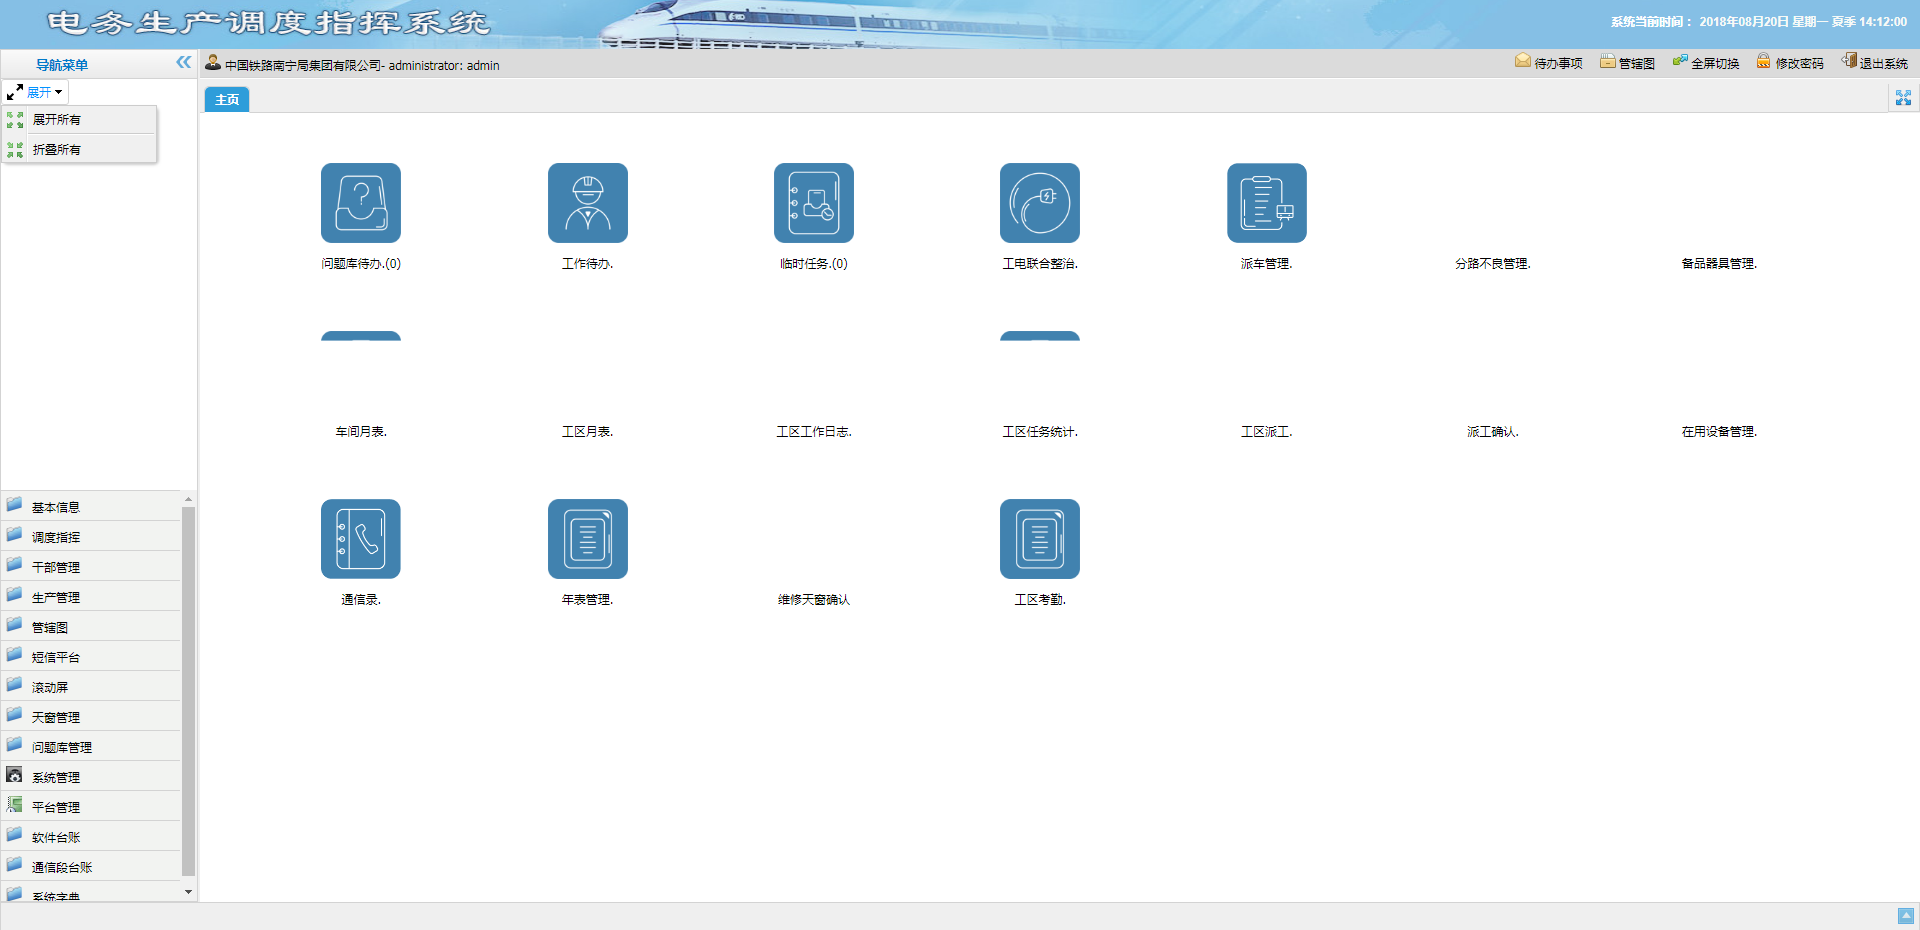 电务生产调度指挥系统
系统当前时间： 2018年08月20日 星期一 夏季 14:12:00
导航菜单
中国铁路南宁局集团有限公司- administrator: admin
待办事项 管辖图 全屏切换 修改密码 退出系统
展开
主页
展开所有
折叠所有
问题库待办.(0) 工作待办. 临时任务.(0) 工电联合整治. 派车管理. 分路不良管理. 备品器具管理.
车间月表. 工区月表. 工区工作日志. 工区任务统计. 工区派工. 派工确认. 在用设备管理.
通信录. 年表管理. 维修天窗确认 工区考勤.
基本信息
调度指挥
干部管理
生产管理
管辖图
短信平台
滚动屏
天窗管理
问题库管理
系统管理
平台管理
软件台账
通信段台账
系统字典